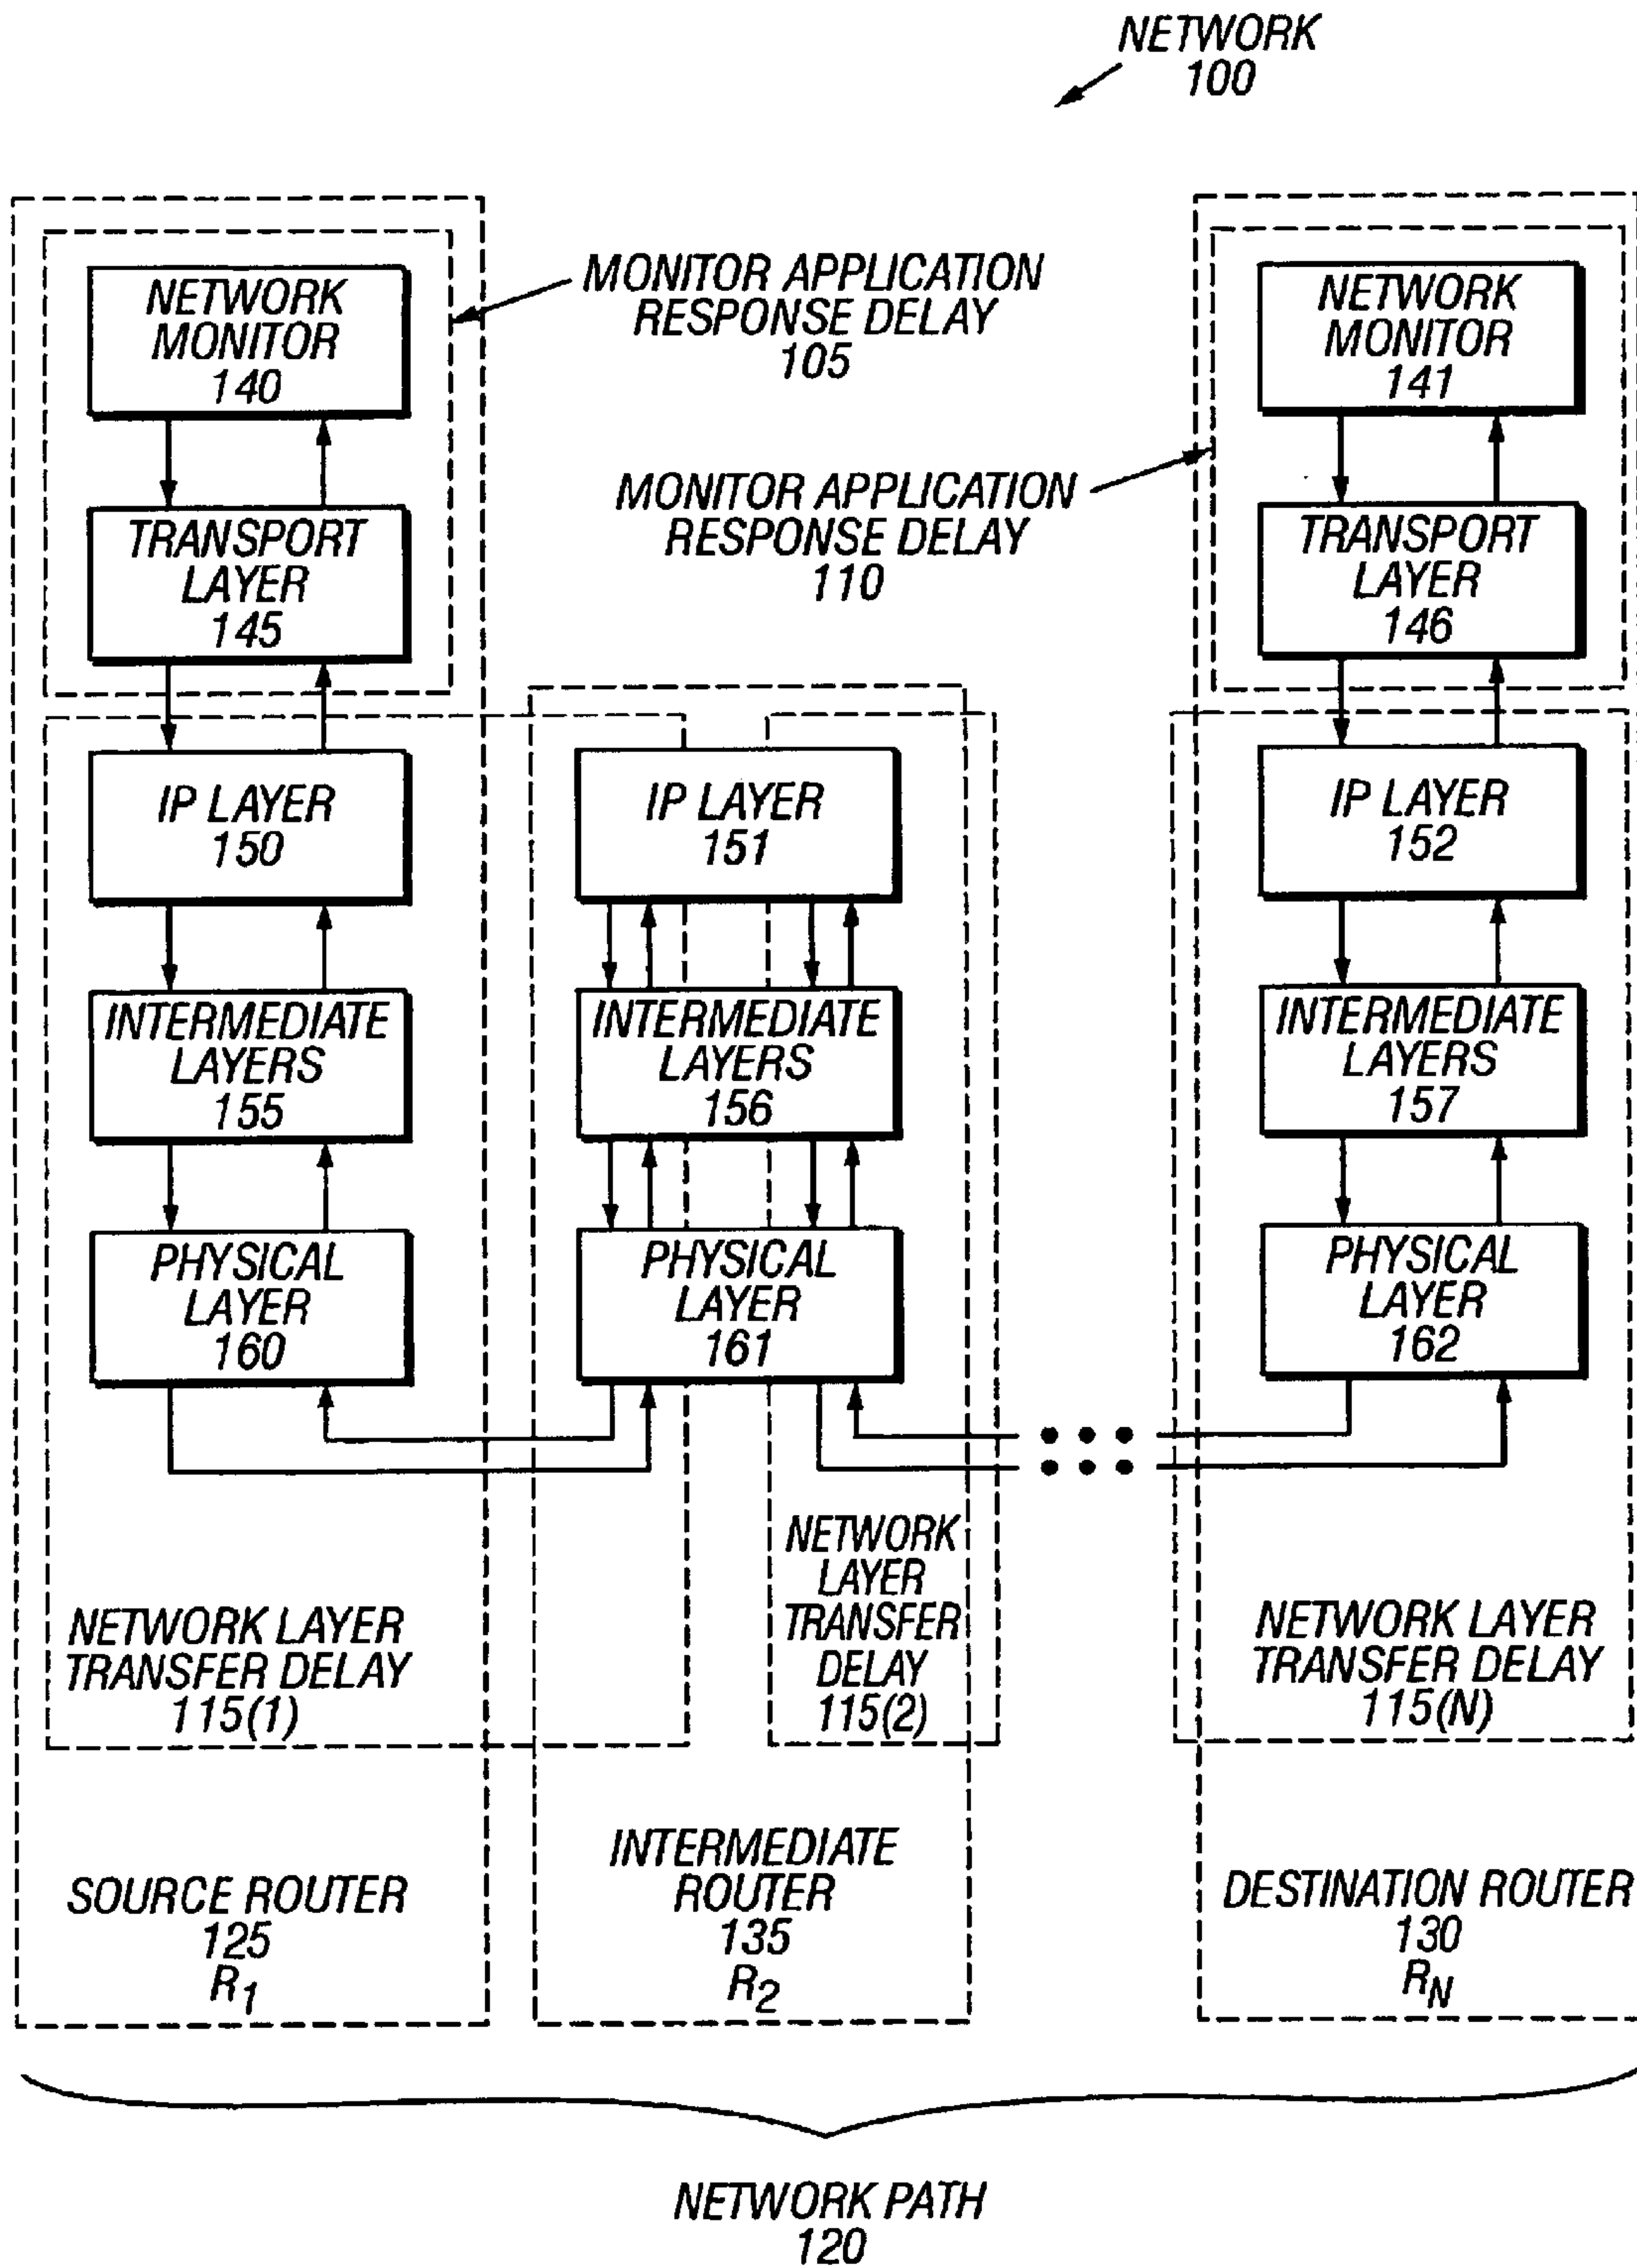 NETWORK
100
MONITOR APPLICATION
RESPONSE DELAY
105
MONITOR APPLICATION
RESPONSE DELAY
110
NETWORK
MONITOR
140
TRANSPORT
LAYER
145
IP LAYER
150
INTERMEDIATE
LAYERS
155
PHYSICAL
LAYER
160
NETWORK LAYER
TRANSFER DELAY
115(1)
SOURCE ROUTER
125
R1
IP LAYER
151
INTERMEDIATE
LAYERS
156
PHYSICAL
LAYER
161
NETWORK
LAYER
TRANSFER
DELAY
115(2)
INTERMEDIATE
ROUTER
135
R2
NETWORK
MONITOR
141
TRANSPORT
LAYER
146
IP LAYER
152
INTERMEDIATE
LAYERS
157
PHYSICAL
LAYER
162
NETWORK LAYER
TRANSFER DELAY
115(N)
DESTINATION ROUTER
130
RN
NETWORK PATH
120